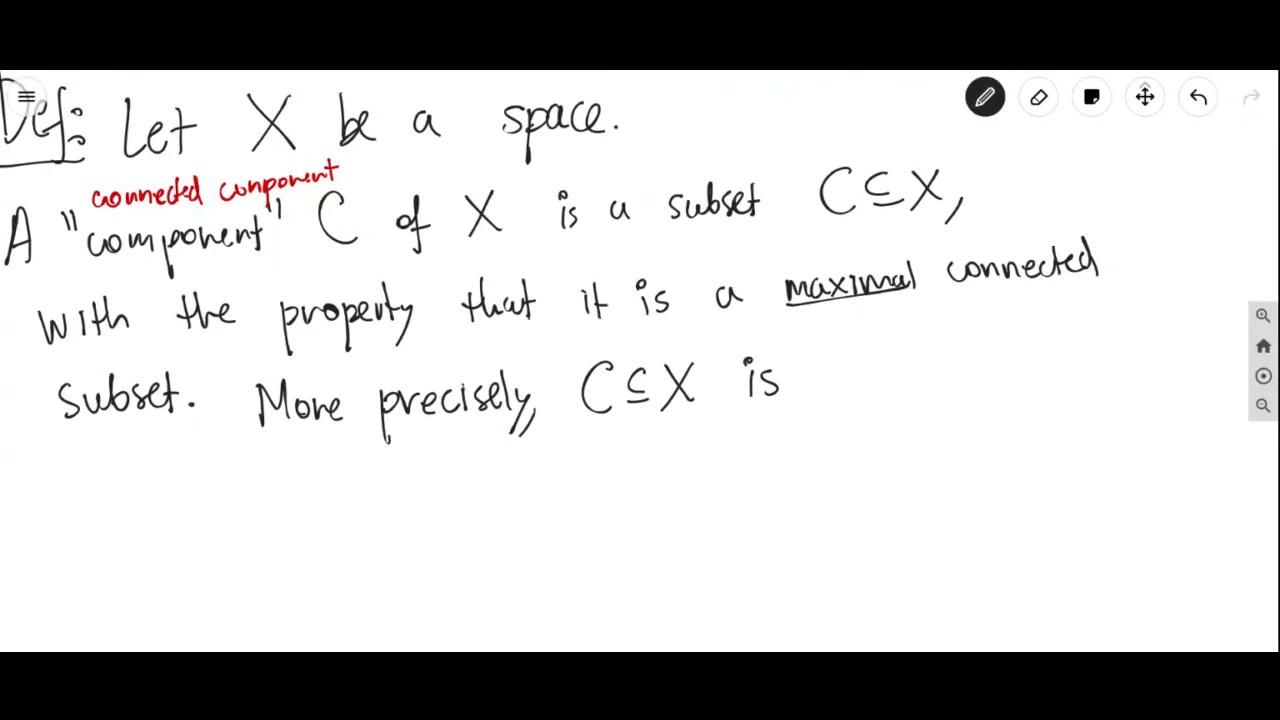 Def: Let X be a space.
connected component
A "component" C of X is a subset C ⊆ X,
with the property that it is a maximal connected
subset. More precisely, C ⊆ X is